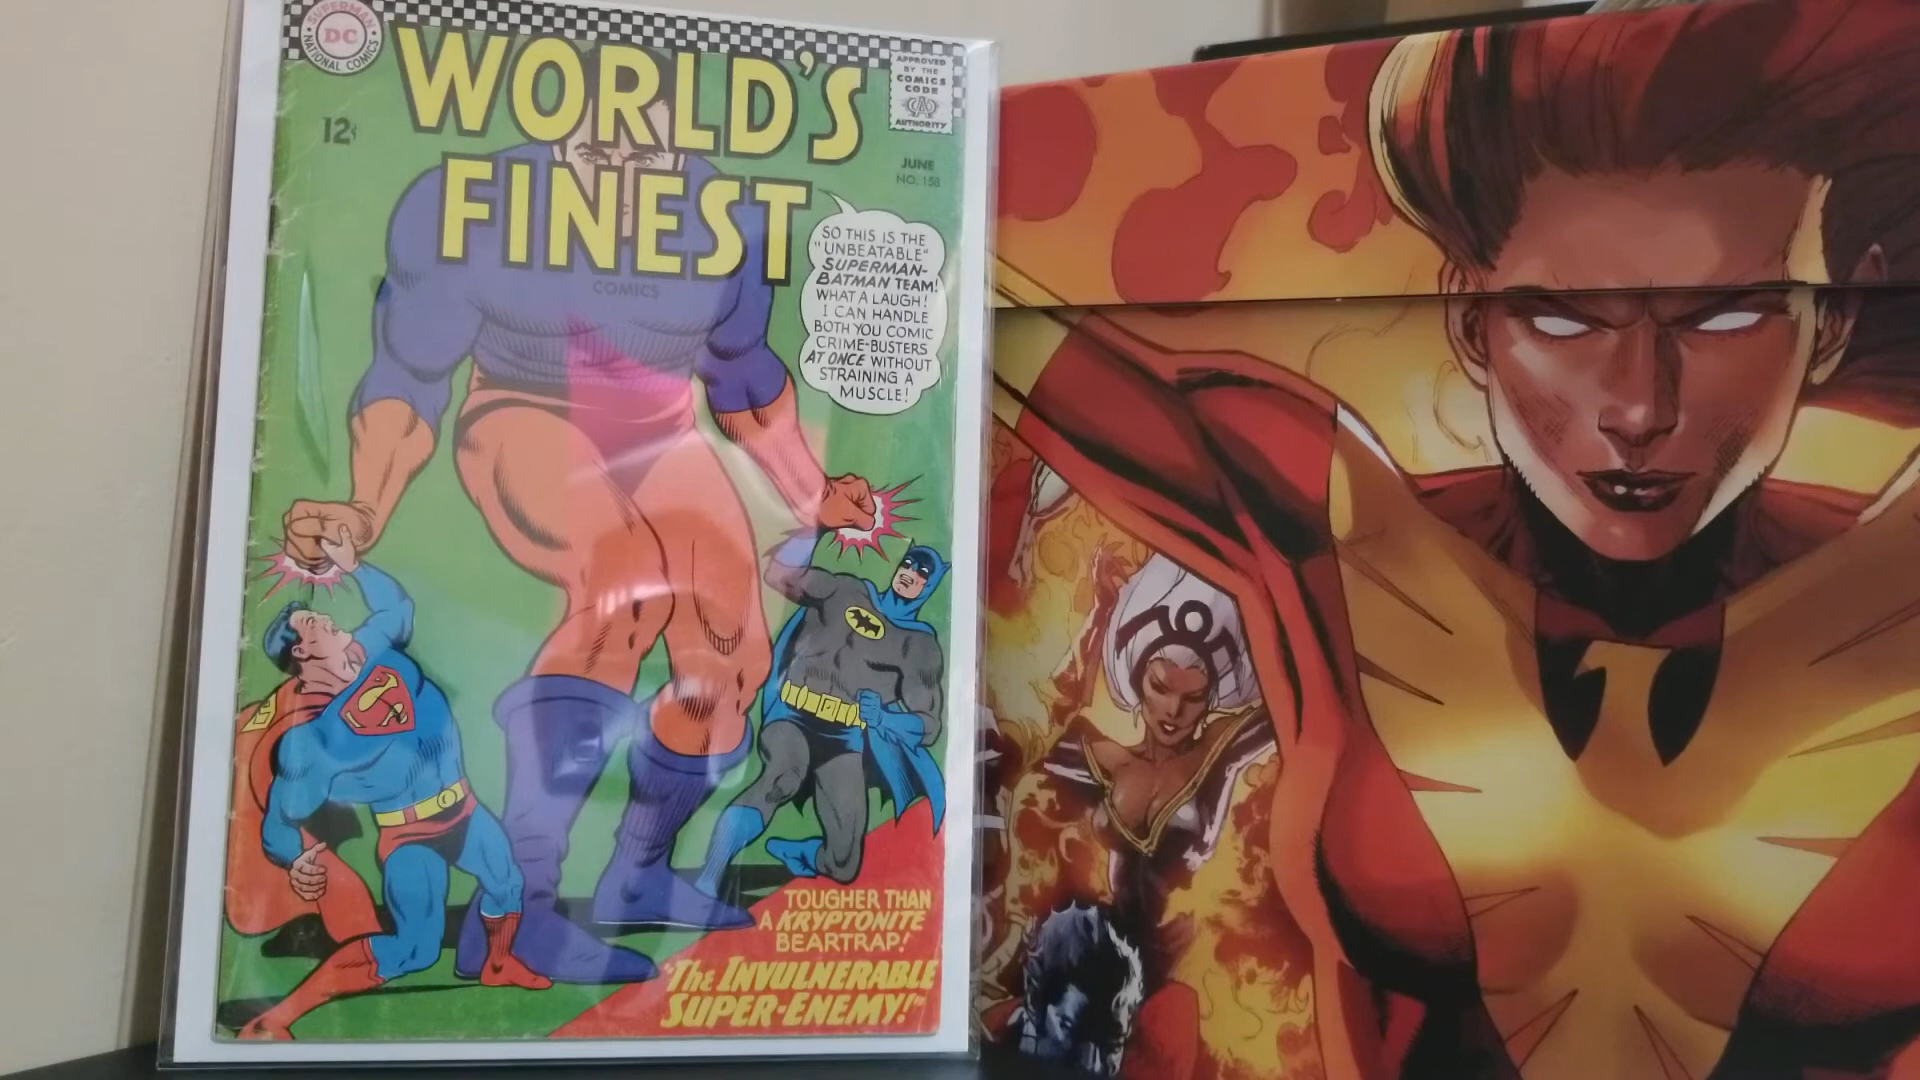 SUPERMAN
DC
NATIONAL COMICS
WORLD'S
FINEST
COMICS
12¢
APPROVED
BY THE
COMICS
CODE
AUTHORITY
JUNE
NO. 158
SO THIS IS THE
"UNBEATABLE"
SUPERMAN-
BATMAN TEAM!
WHAT A LAUGH!
I CAN HANDLE
BOTH YOU COMIC
CRIME-BUSTERS
AT ONCE WITHOUT
STRAINING A
MUSCLE!
TOUGHER THAN
A KRYPTONITE
BEARTRAP!
"The INVULNERABLE
SUPER-ENEMY!"